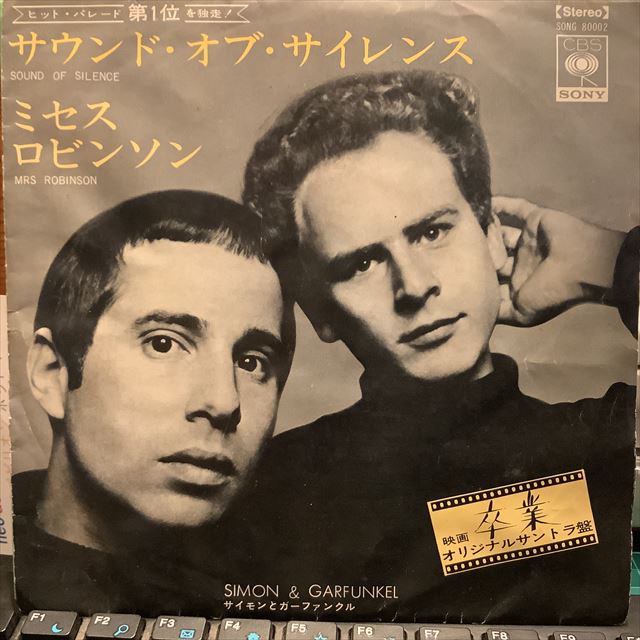 ヒット・パレード 第1位 を独走!
【Stereo】
SONG 80002
サウンド・オブ・サイレンス
SOUND OF SILENCE
CBS
SONY
ミセス
ロビンソン
MRS ROBINSON
映画 卒業
オリジナルサントラ盤
SIMON & GARFUNKEL
サイモンとガーファンクル
F1
F2
F3
F4
F5
F6
F7
F8
F9